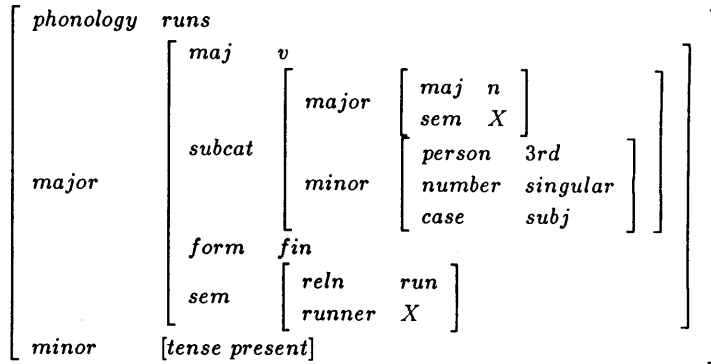 phonology runs
maj v
major maj n
sem X
subcat
person 3rd
major minor number singular
case subj
form fin
reln run
sem
runner X
minor [tense present]